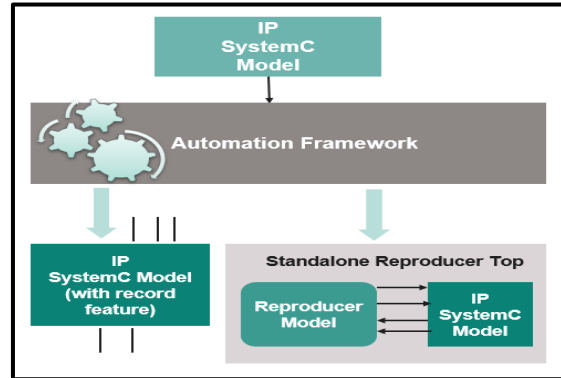 IP
SystemC
Model
Automation Framework
IP
SystemC Model
(with record
feature)
Standalone Reproducer Top
Reproducer
Model
IP
SystemC
Model